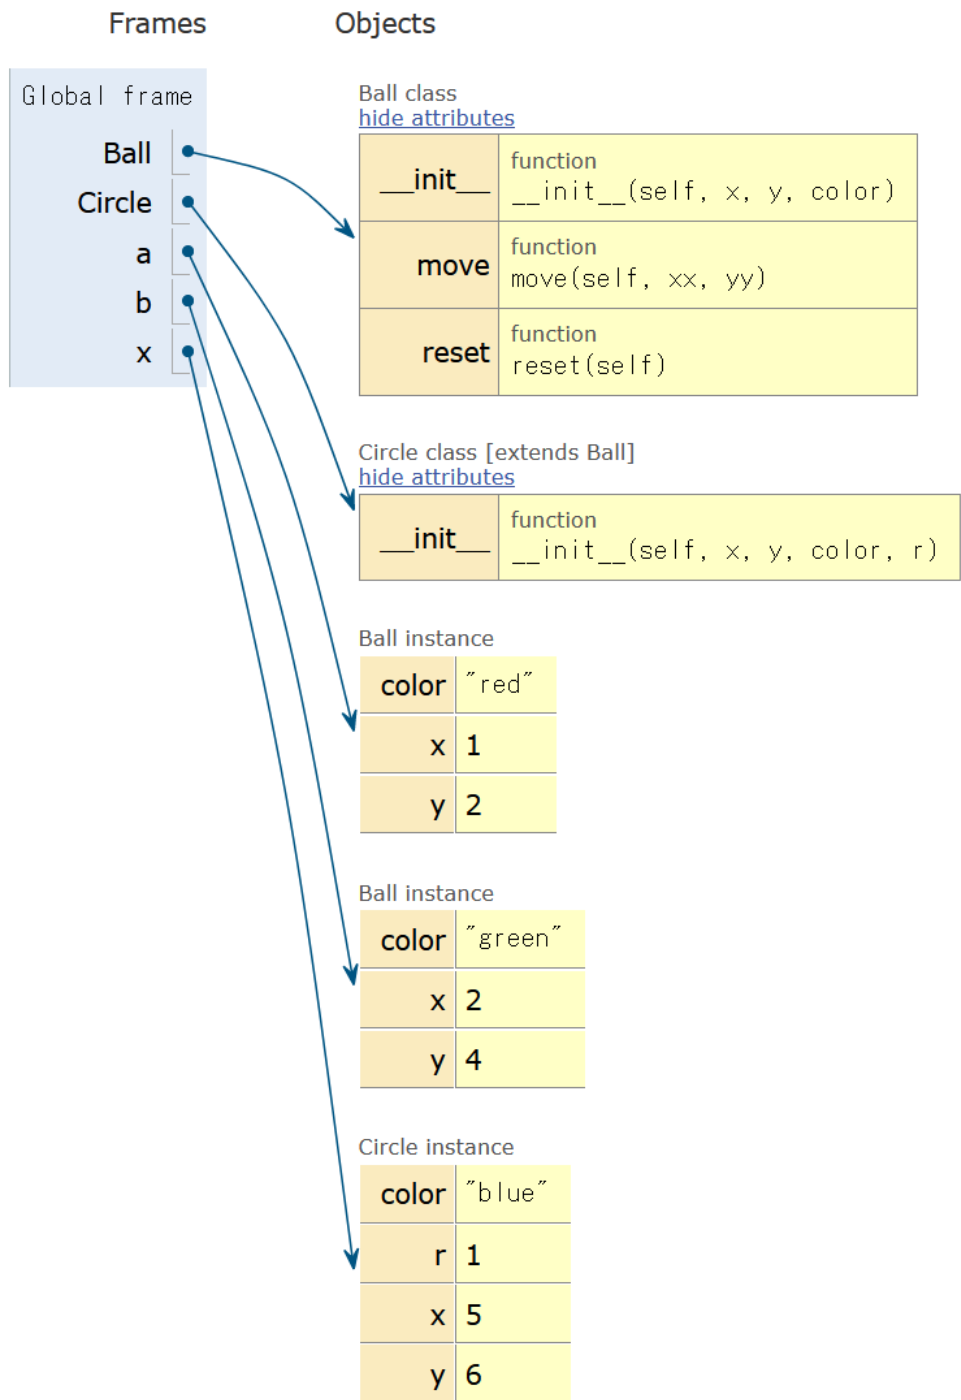 Frames Objects
Global frame
Ball
Circle
a
b
x
Ball class
hide attributes
__init__ function
__init__(self, x, y, color)
move function
move(self, xx, yy)
reset function
reset(self)
Circle class [extends Ball]
hide attributes
__init__ function
__init__(self, x, y, color, r)
Ball instance
color "red"
x 1
y 2
Ball instance
color "green"
x 2
y 4
Circle instance
color "blue"
r 1
x 5
y 6